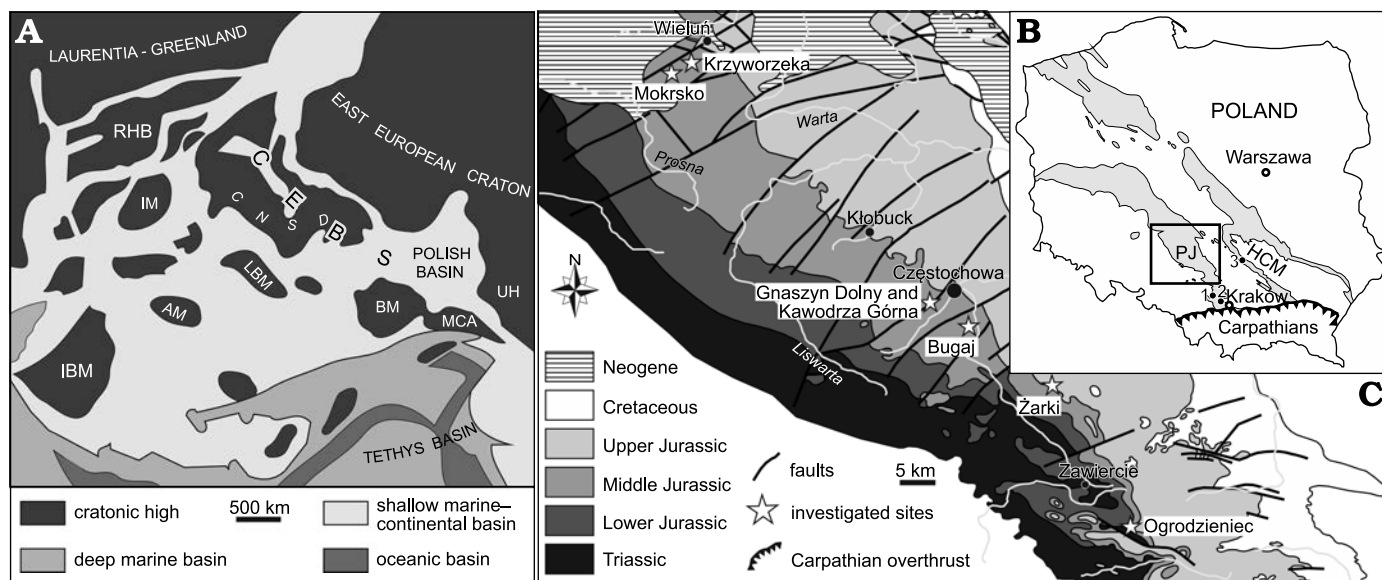 A
LAURENTIA - GREENLAND
RHB
EAST EUROPEAN CRATON
IM
C
E
B
S
C N S D
POLISH
BASIN
LBM
AM
BM
UH
MCA
IBM
TETHYS BASIN
cratonic high
500 km
shallow marine–
continental basin
deep marine basin
oceanic basin
Wieluń
Krzyworzeka
Mokrsko
Warta
Prosna
Kłobuck
N
Częstochowa
Gnaszyn Dolny and
Kawodrza Górna
Bugaj
Liswarta
Żarki
Zawiercie
Ogrodzieniec
Neogene
Cretaceous
Upper Jurassic
Middle Jurassic
Lower Jurassic
Triassic
faults
5 km
investigated sites
Carpathian overthrust
B
POLAND
Warszawa
PJ
HCM
3
1
2
Kraków
Carpathians
C